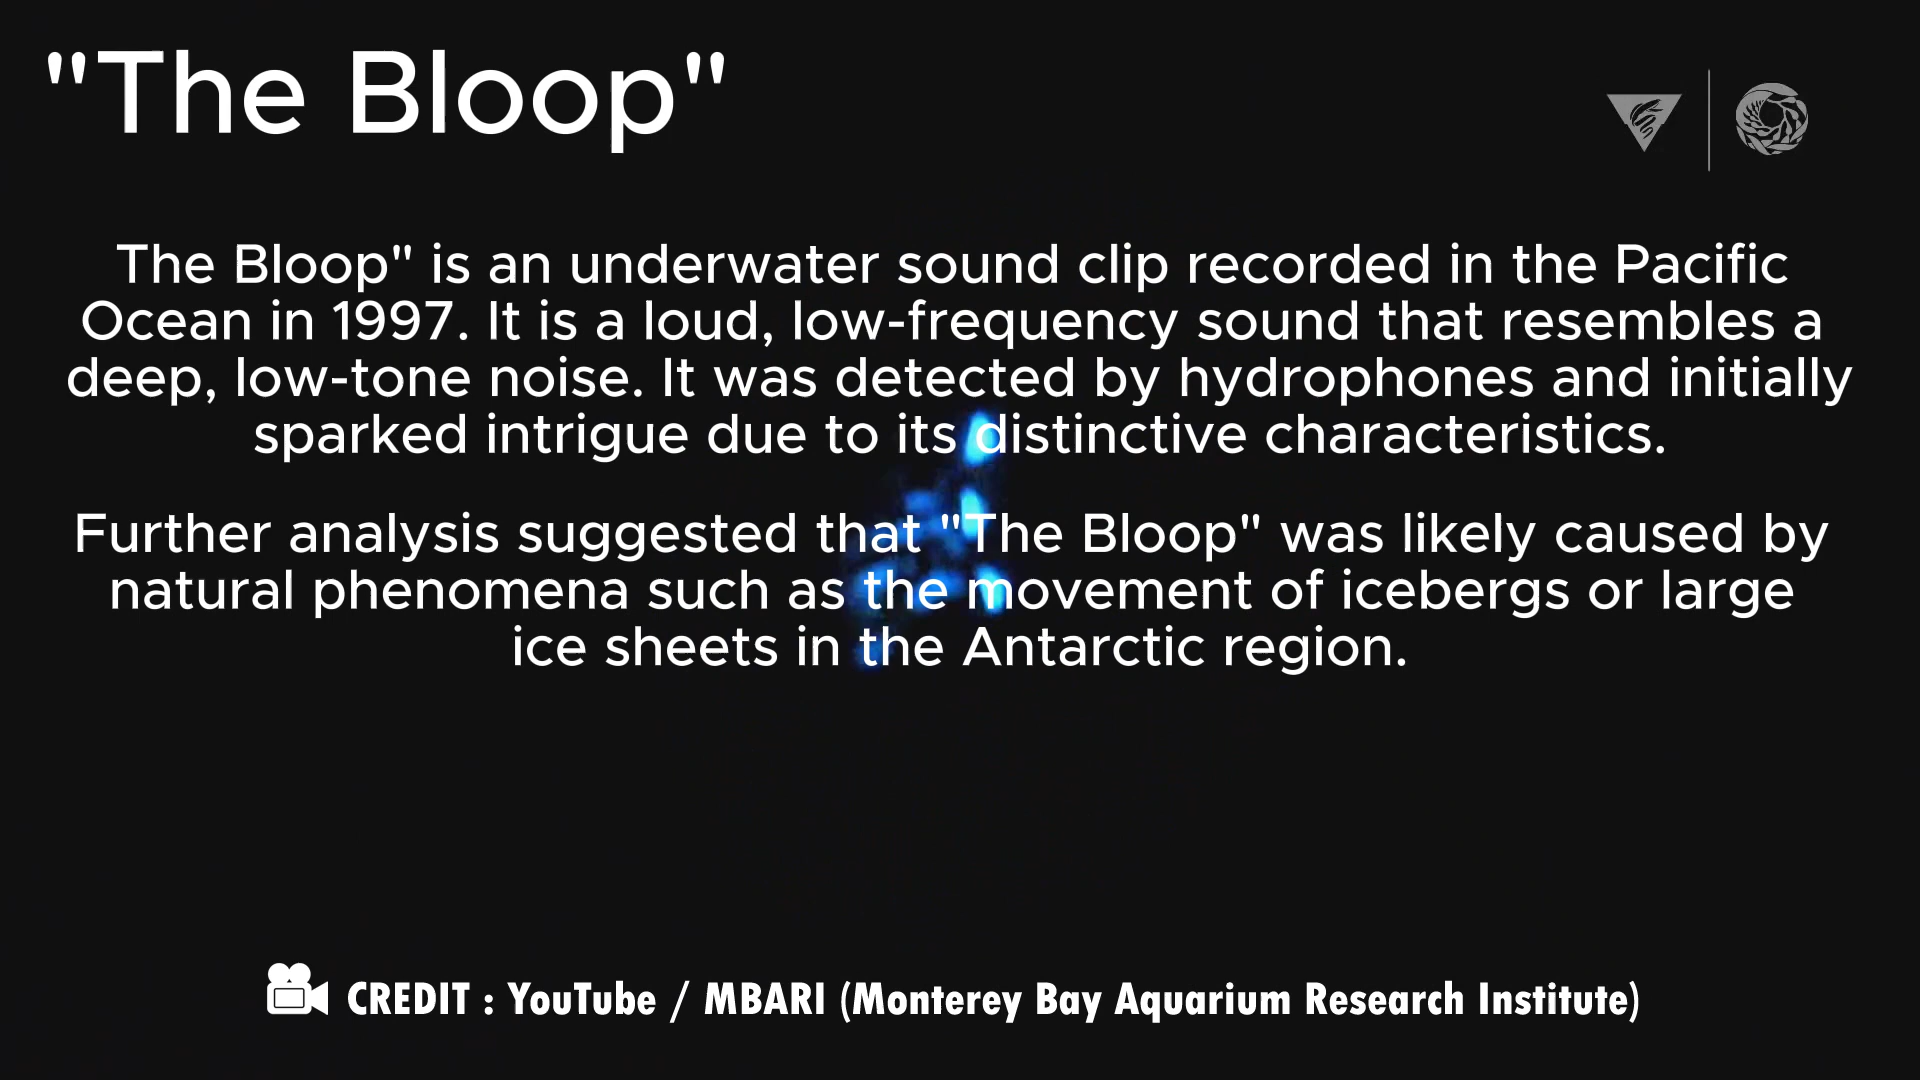 "The Bloop"
The Bloop" is an underwater sound clip recorded in the Pacific
Ocean in 1997. It is a loud, low-frequency sound that resembles a
deep, low-tone noise. It was detected by hydrophones and initially
sparked intrigue due to its distinctive characteristics.
Further analysis suggested that "The Bloop" was likely caused by
natural phenomena such as the movement of icebergs or large
ice sheets in the Antarctic region.
CREDIT : YouTube / MBARI (Monterey Bay Aquarium Research Institute)